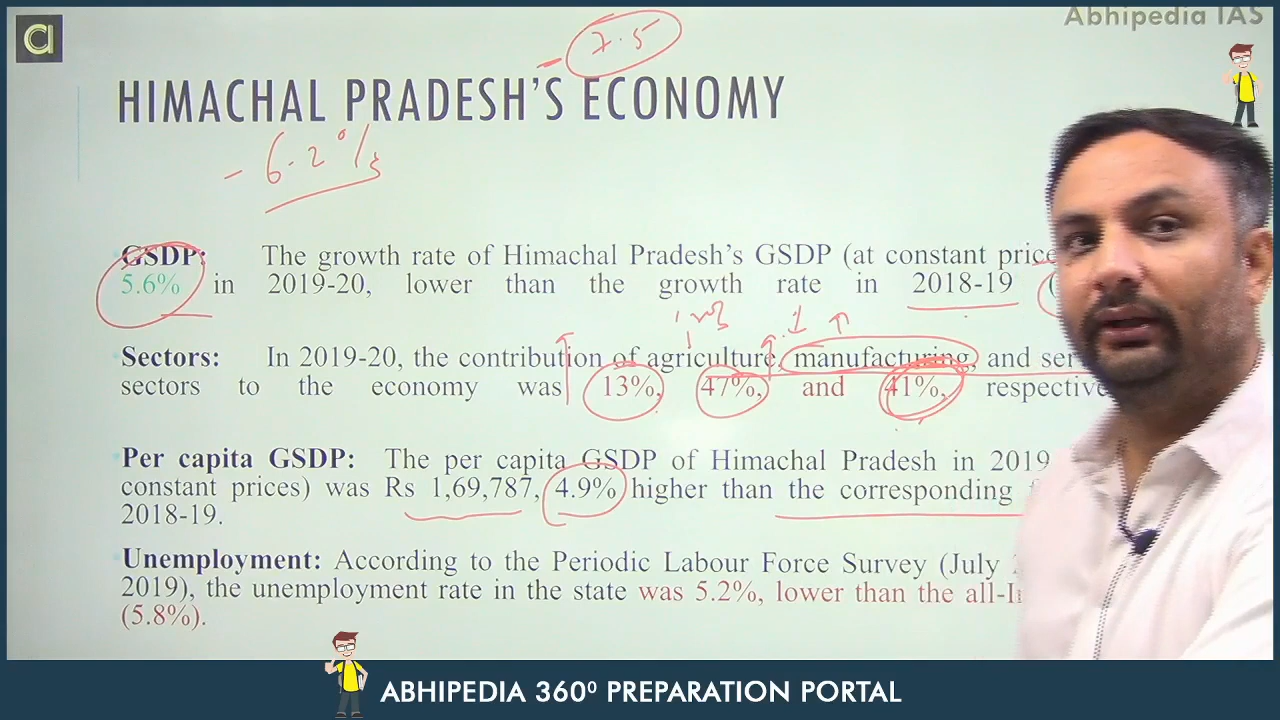 Abhipedia IAS
- 7.5
HIMACHAL PRADESH'S ECONOMY
- 6.2%
GSDP: The growth rate of Himachal Pradesh's GSDP (at constant price
5.6% in 2019-20, lower than the growth rate in 2018-19 (
Sectors: In 2019-20, the contribution of agriculture, manufacturing, and ser
sectors to the economy was 13%, 47%, and 41%, respective
Per capita GSDP: The per capita GSDP of Himachal Pradesh in 2019
constant prices) was Rs 1,69,787, 4.9% higher than the corresponding
2018-19.
Unemployment: According to the Periodic Labour Force Survey (July
2019), the unemployment rate in the state was 5.2%, lower than the all-I
(5.8%).
ABHIPEDIA 360⁰ PREPARATION PORTAL